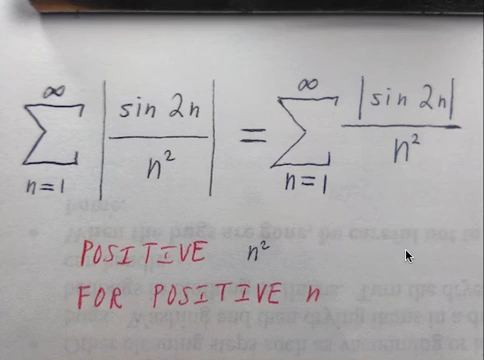 ∞ ∞
∑ | sin 2n / n² | = ∑ |sin 2n| / n²
n=1 n=1
POSITIVE n²
FOR POSITIVE n